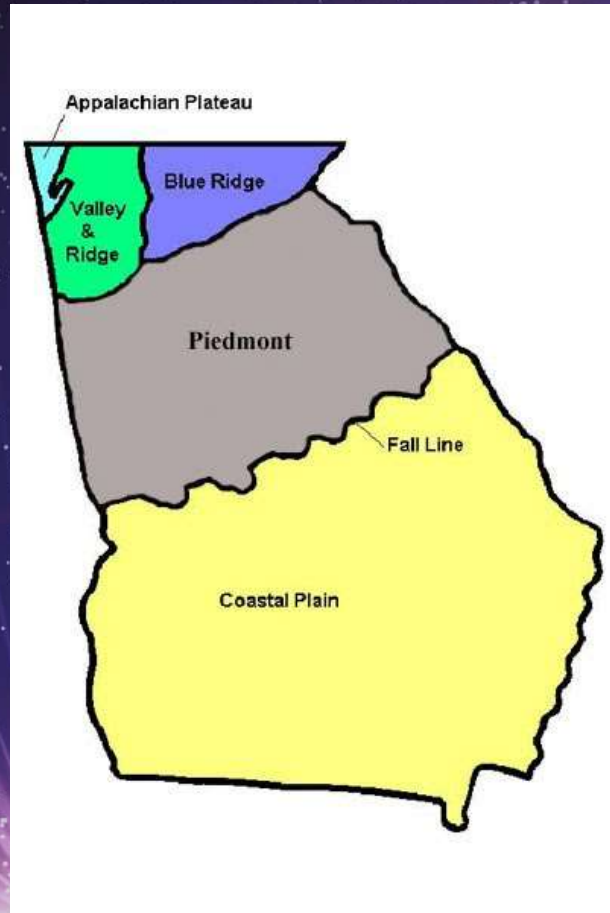 Appalachian Plateau
Blue Ridge
Valley
&
Ridge
Piedmont
Fall Line
Coastal Plain